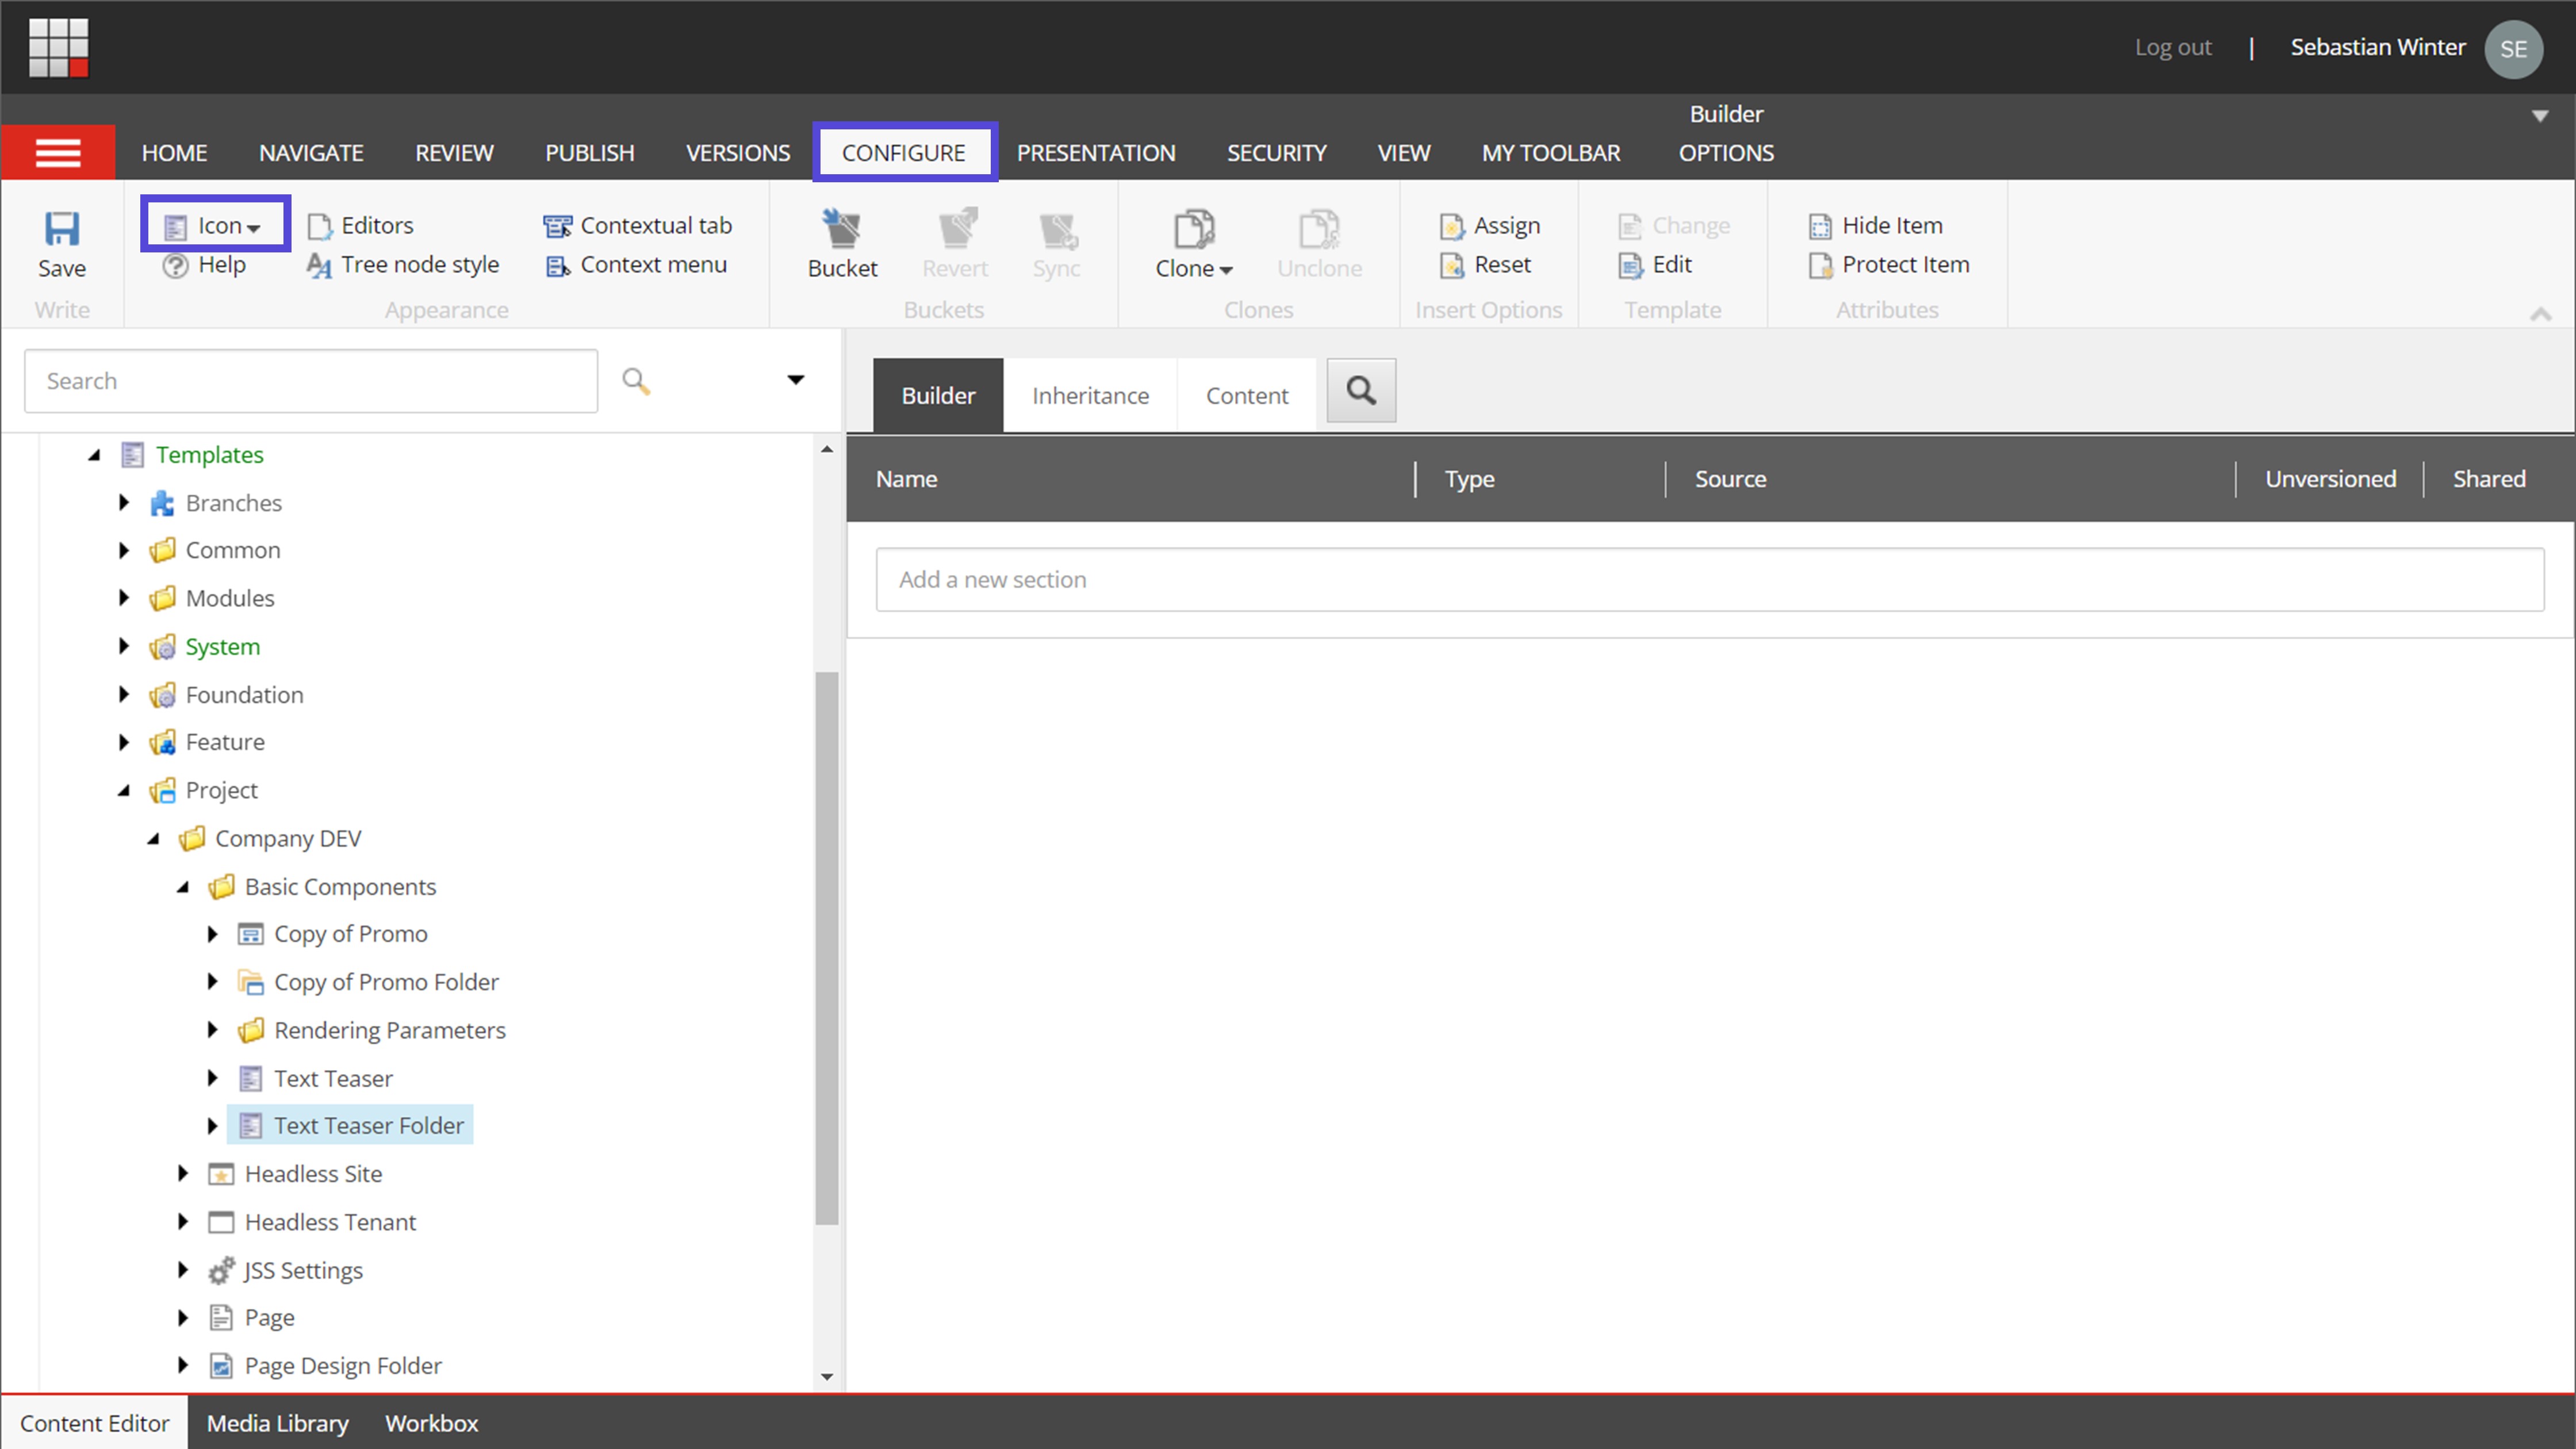 Log out | Sebastian Winter SE
Builder
HOME NAVIGATE REVIEW PUBLISH VERSIONS CONFIGURE PRESENTATION SECURITY VIEW MY TOOLBAR OPTIONS
Icon Editors Contextual tab Assign Change Hide Item
Save Help Tree node style Context menu Bucket Revert Sync Clone Unclone Reset Edit Protect Item
Write Appearance Buckets Clones Insert Options Template Attributes
Search
Builder Inheritance Content
Name Type Source Unversioned Shared
Add a new section
Templates
Branches
Common
Modules
System
Foundation
Feature
Project
Company DEV
Basic Components
Copy of Promo
Copy of Promo Folder
Rendering Parameters
Text Teaser
Text Teaser Folder
Headless Site
Headless Tenant
JSS Settings
Page
Page Design Folder
Content Editor Media Library Workbox